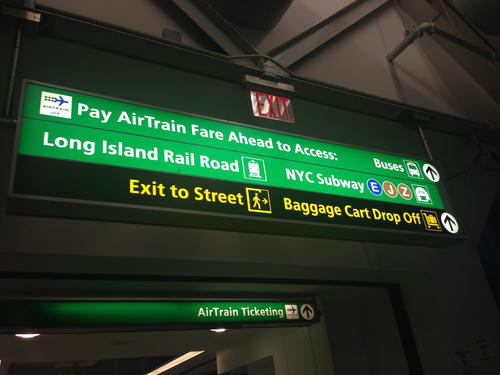 EXIT
AIRTRAIN JFK Pay AirTrain Fare Ahead to Access: Buses
Long Island Rail Road NYC Subway E J Z
Exit to Street Baggage Cart Drop Off
AirTrain Ticketing